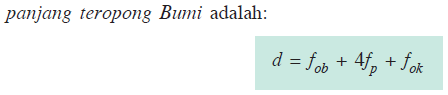 panjang teropong Bumi adalah:
d = f_ob + 4f_p + f_ok